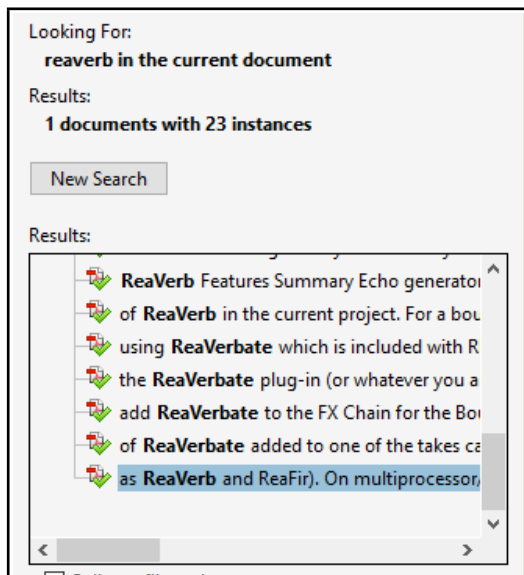 Looking For:
reaverb in the current document
Results:
1 documents with 23 instances
New Search
Results:
ReaVerb Features Summary Echo generator
of ReaVerb in the current project. For a bou
using ReaVerbate which is included with R
the ReaVerbate plug-in (or whatever you a
add ReaVerbate to the FX Chain for the Bou
of ReaVerbate added to one of the takes ca
as ReaVerb and ReaFir). On multiprocessor/